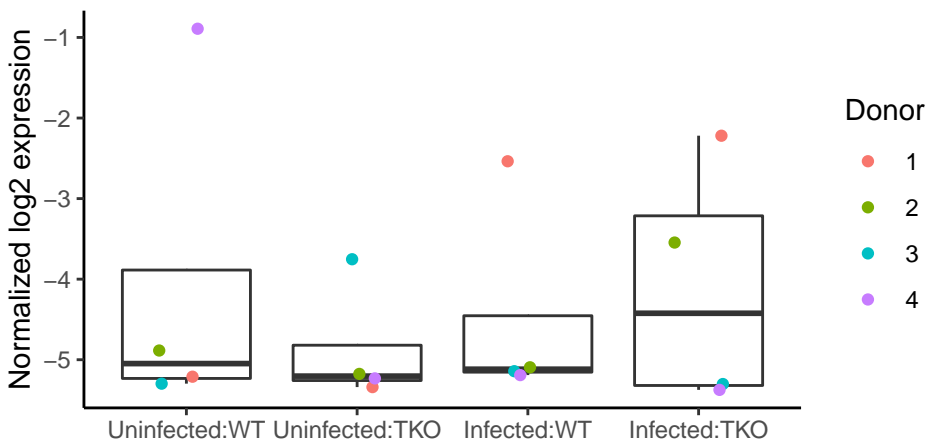 Normalized log2 expression
−1
−2
−3
−4
−5
Uninfected:WT
Uninfected:TKO
Infected:WT
Infected:TKO
Donor
1
2
3
4